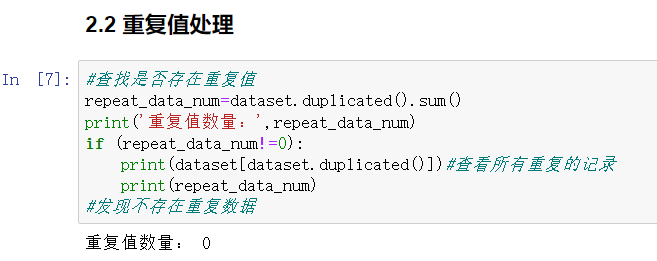 2.2 重复值处理
In [7]: #查找是否存在重复值
repeat_data_num=dataset.duplicated().sum()
print('重复值数量：',repeat_data_num)
if (repeat_data_num!=0):
    print(dataset[dataset.duplicated()])#查看所有重复的记录
    print(repeat_data_num)
#发现不存在重复数据
重复值数量： 0